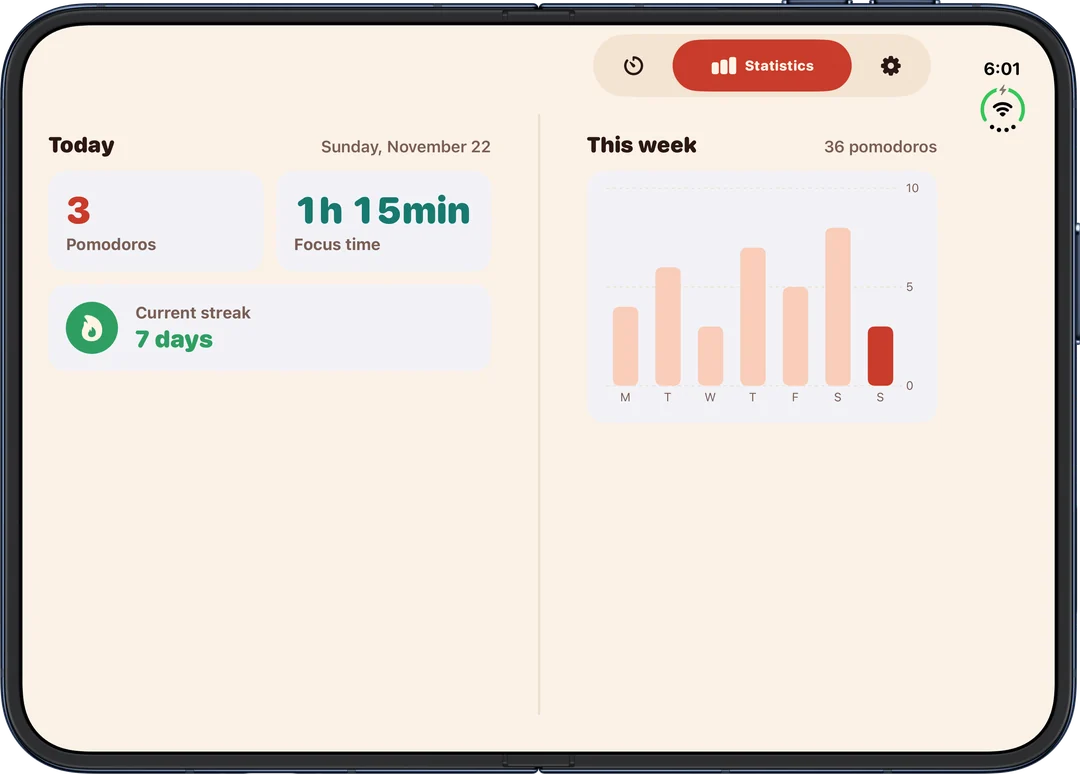 Statistics
6:01
Today
Sunday, November 22
3
Pomodoros
1h 15min
Focus time
Current streak
7 days
This week
36 pomodoros
10
5
0
M T W T F S S